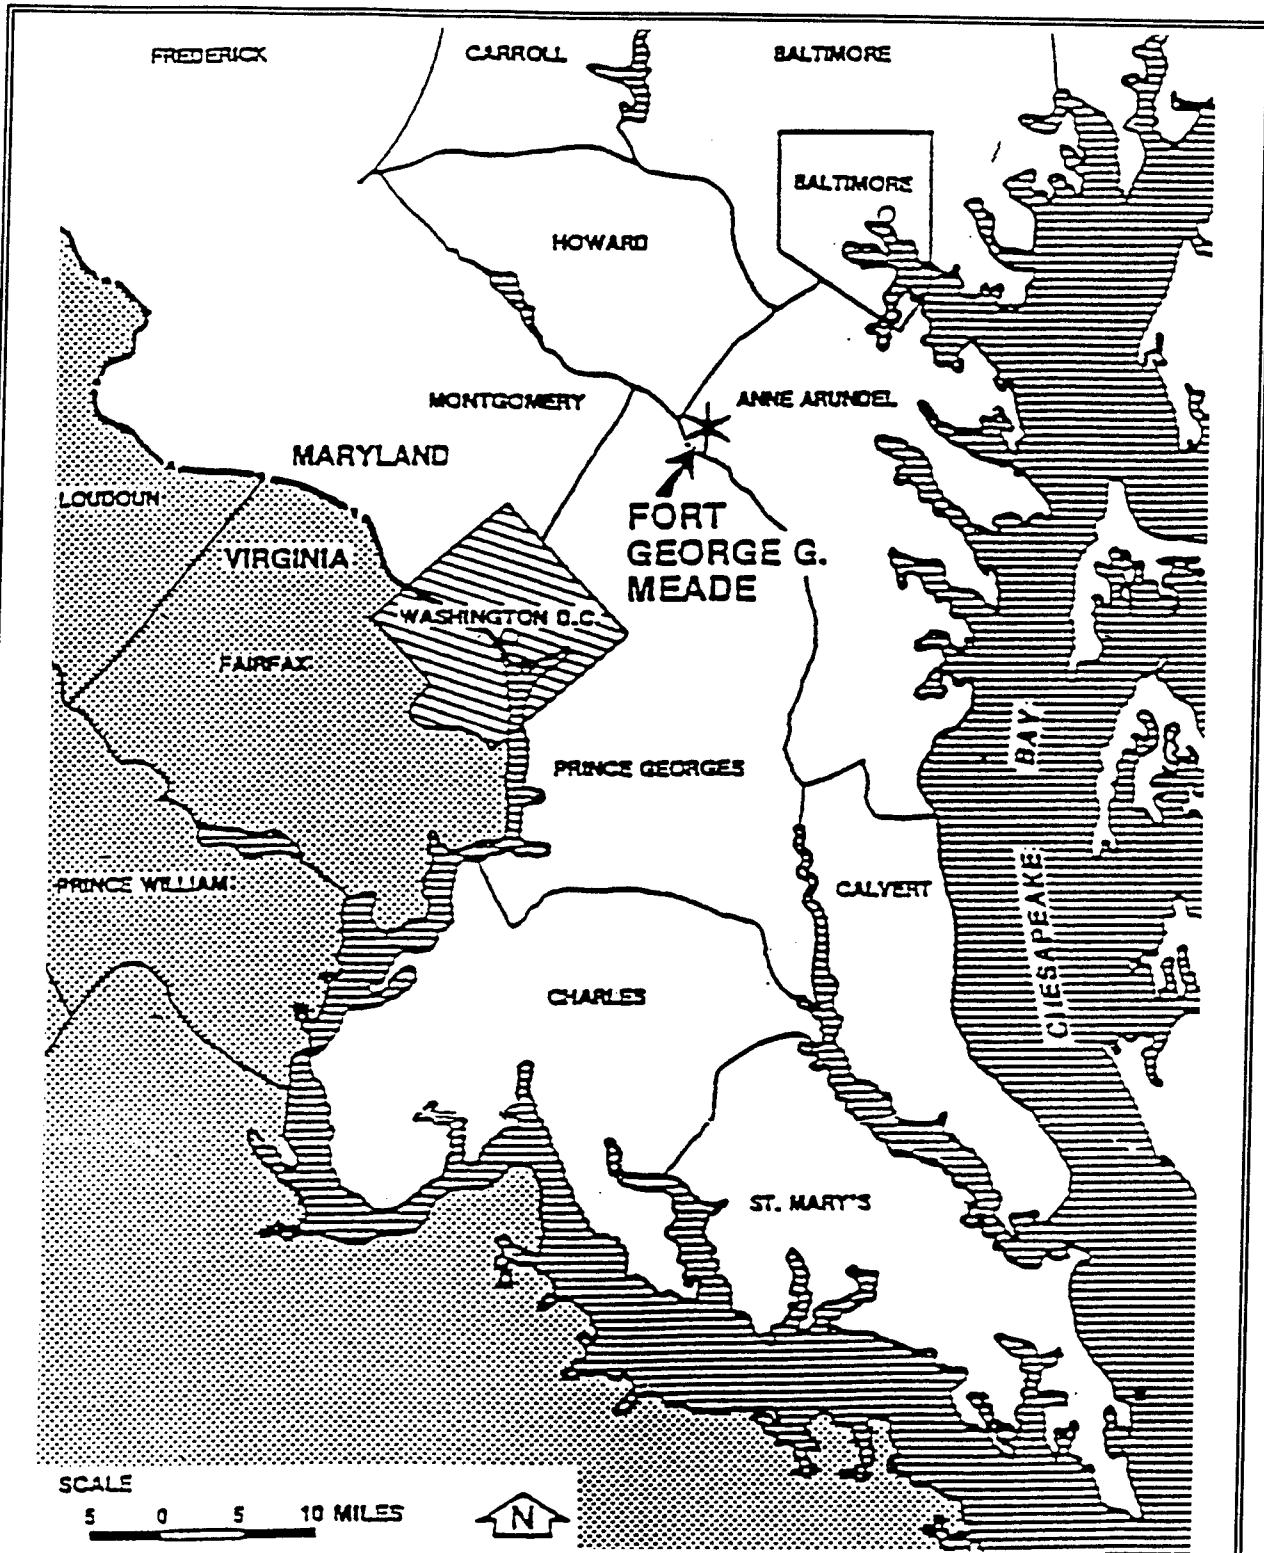 FREDERICK
CARROLL
BALTIMORE
BALTIMORE
HOWARD
MONTGOMERY
ANNE ARUNDEL
MARYLAND
LOUDOUN
FORT
GEORGE G.
MEADE
VIRGINIA
WASHINGTON D.C.
FAIRFAX
BAY
PRINCE GEORGES
PRINCE WILLIAM
CALVERT
CHESAPEAKE
CHARLES
ST. MARY'S
SCALE
5 0 5 10 MILES
N